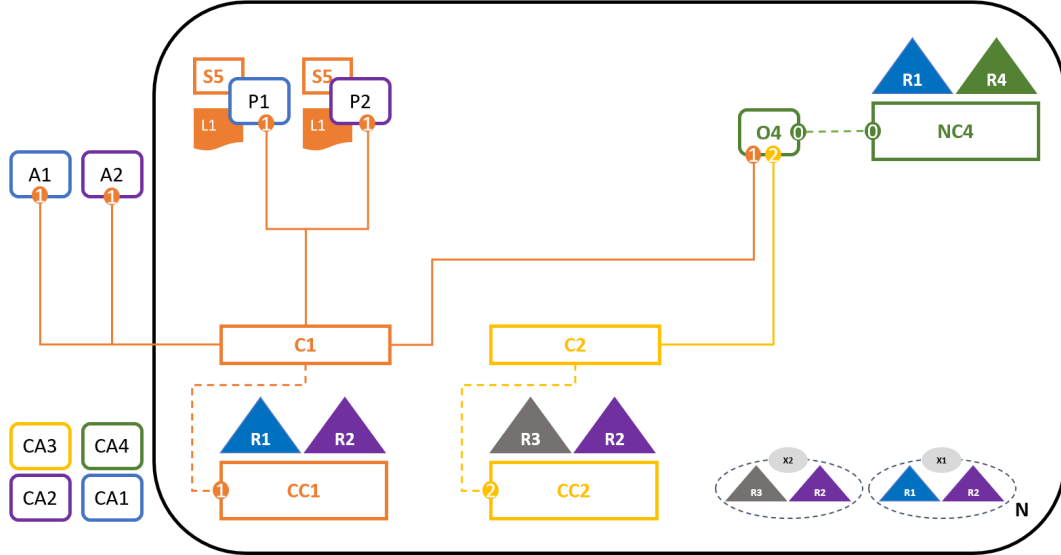 S5
S5
P1
P2
L1
L1
1
1
R1
R4
O4
0
0
NC4
1
2
A1
A2
1
1
C1
C2
CA3
CA4
CA2
CA1
R1
R2
CC1
1
R3
R2
CC2
2
X2
R3
R2
X1
R1
R2
N